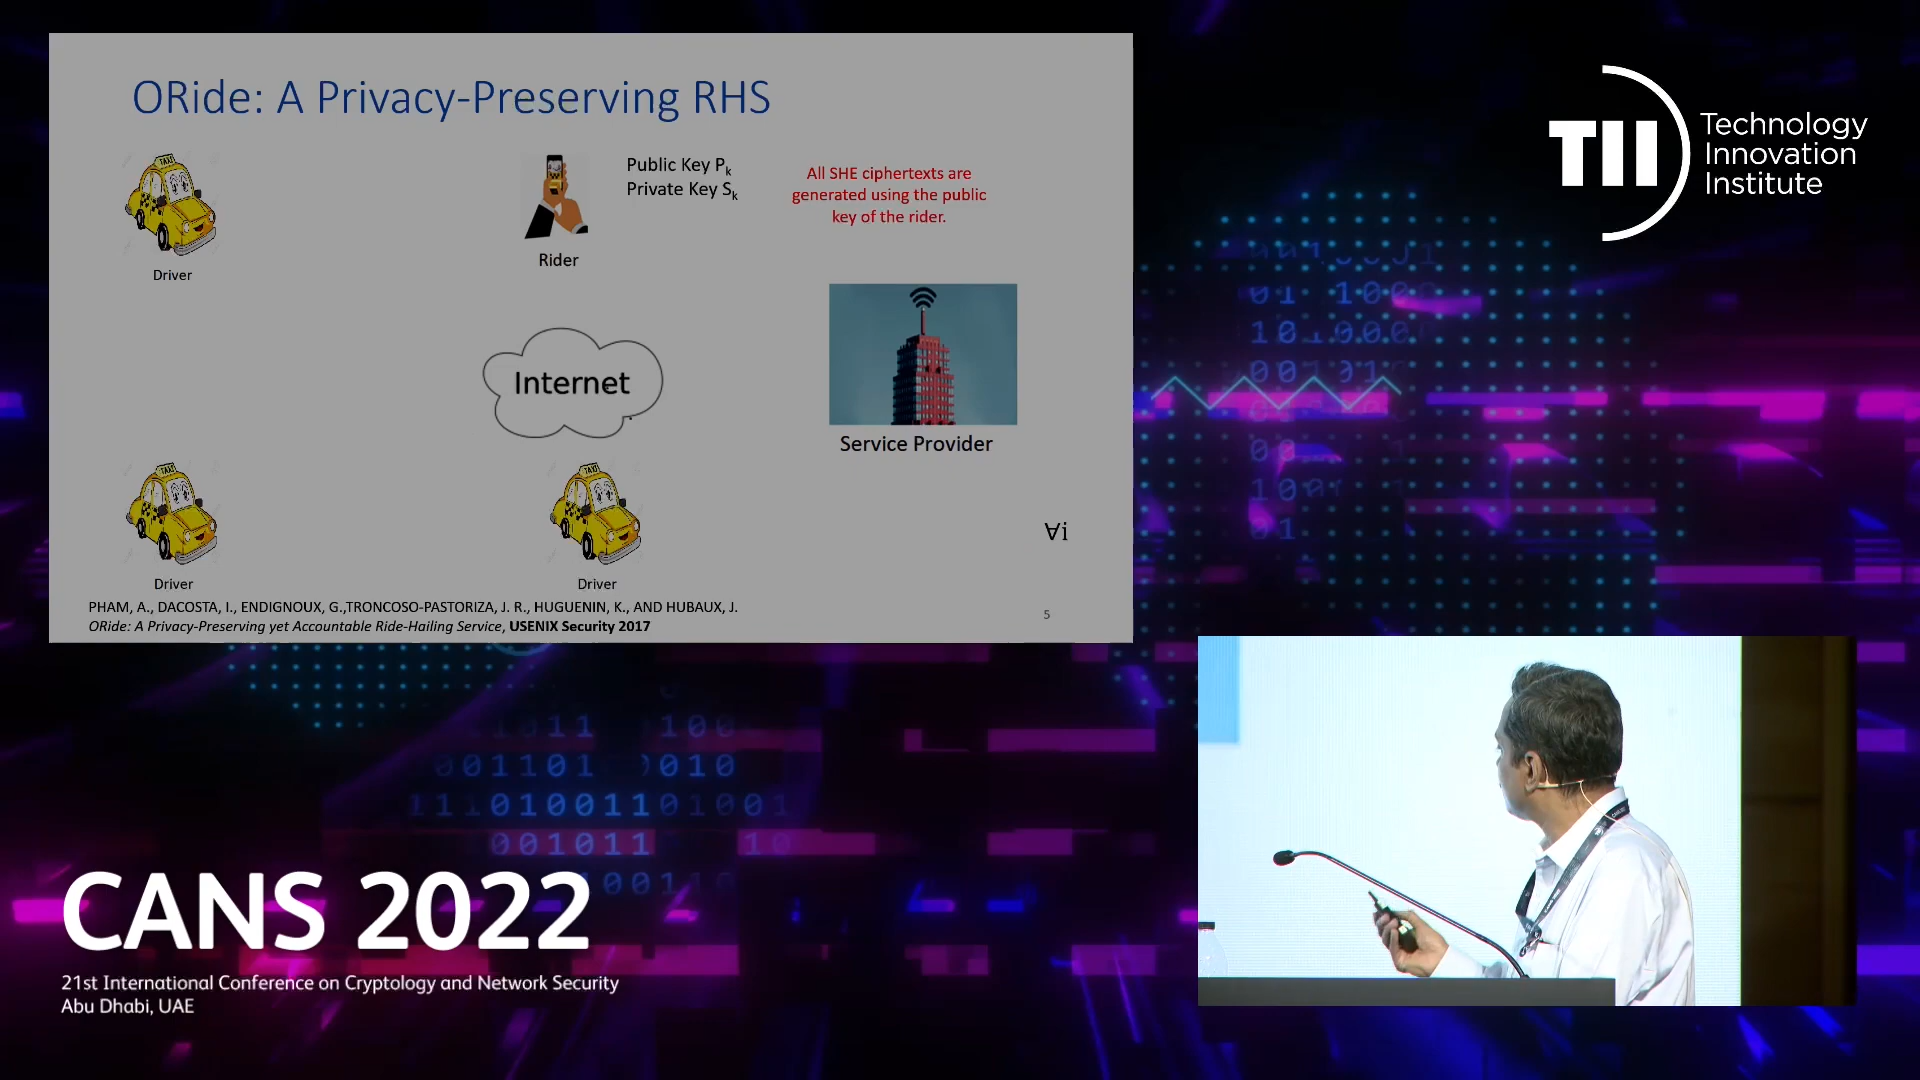 ORide: A Privacy-Preserving RHS
Public Key Pk
Private Key Sk
All SHE ciphertexts are
generated using the public
key of the rider.
Driver
Rider
Internet
Service Provider
∀i
Driver
Driver
PHAM, A., DACOSTA, I., ENDIGNOUX, G.,TRONCOSO-PASTORIZA, J. R., HUGUENIN, K., AND HUBAUX, J.
ORide: A Privacy-Preserving yet Accountable Ride-Hailing Service, USENIX Security 2017
5
TII
Technology
Innovation
Institute
CANS 2022
21st International Conference on Cryptology and Network Security
Abu Dhabi, UAE